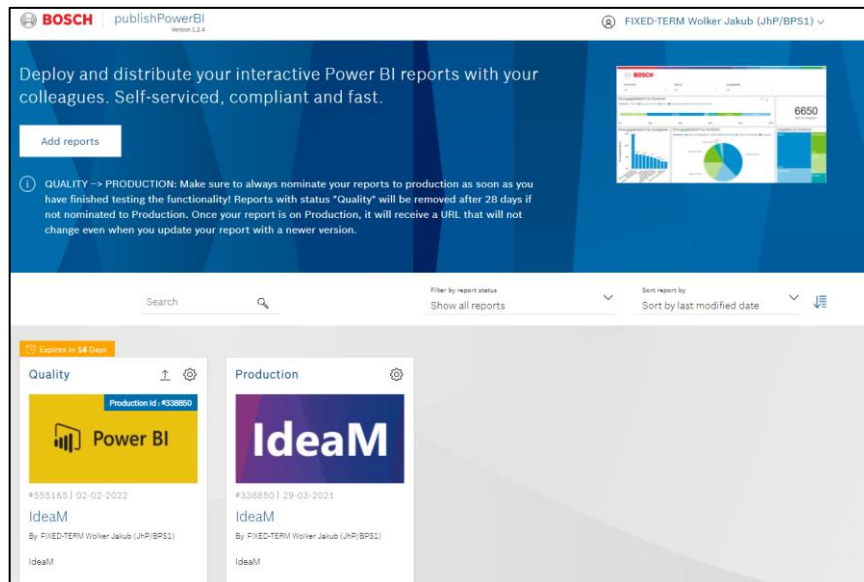 BOSCH
publishPowerBI
Version 1.2.4
FIXED-TERM Wolker Jakub (JhP/BPS1)
Deploy and distribute your interactive Power BI reports with your
colleagues. Self-serviced, compliant and fast.
Add reports
QUALITY -> PRODUCTION: Make sure to always nominate your reports to production as soon as you
have finished testing the functionality! Reports with status "Quality" will be removed after 28 days if
not nominated to Production. Once your report is on Production, it will receive a URL that will not
change even when you update your report with a newer version.
BOSCH
6650
Search
Filter by report status
Show all reports
Sort report by
Sort by last modified date
Expires in 14 Days
Quality
Production Id : #338850
Power BI
#555165 | 02-02-2022
IdeaM
By FIXED-TERM Wolker Jakub (JhP/BPS1)
IdeaM
Production
IdeaM
#338850 | 29-03-2021
IdeaM
By FIXED-TERM Wolker Jakub (JhP/BPS1)
IdeaM